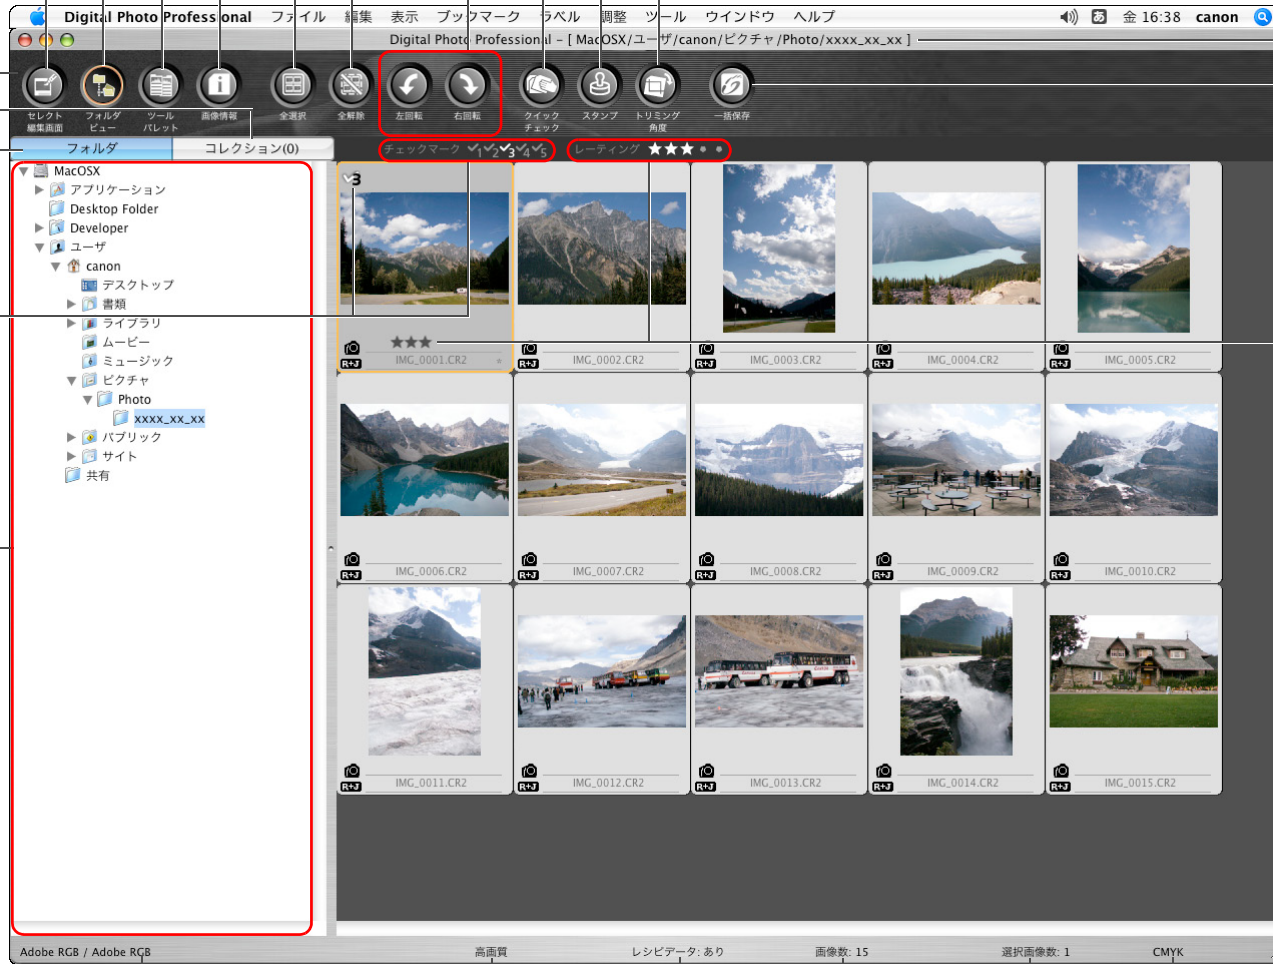 Digital Photo Professional ファイル 編集 表示 ブックマーク ラベル 調整 ツール ウインドウ ヘルプ あ 金 16:38 canon
Digital Photo Professional – [ MacOSX/ユーザ/canon/ピクチャ/Photo/xxxx_xx_xx ]
セレクト編集画面
フォルダビュー
ツールパレット
画像情報
全選択
全解除
左回転
右回転
クイックチェック
スタンプ
トリミング角度
一括保存
フォルダ コレクション(0)
チェックマーク 1 2 3 4 5 レーティング ★★★
MacOSX
アプリケーション
Desktop Folder
Developer
ユーザ
canon
デスクトップ
書類
ライブラリ
ムービー
ミュージック
ピクチャ
Photo
xxxx_xx_xx
パブリック
サイト
共有
3
★★★
R+J IMG_0001.CR2 *
R+J IMG_0002.CR2
R+J IMG_0003.CR2
R+J IMG_0004.CR2
R+J IMG_0005.CR2
R+J IMG_0006.CR2
R+J IMG_0007.CR2
R+J IMG_0008.CR2
R+J IMG_0009.CR2
R+J IMG_0010.CR2
R+J IMG_0011.CR2
R+J IMG_0012.CR2
R+J IMG_0013.CR2
R+J IMG_0014.CR2
R+J IMG_0015.CR2
Adobe RGB / Adobe RGB 高画質 レシピデータ: あり 画像数: 15 選択画像数: 1 CMYK